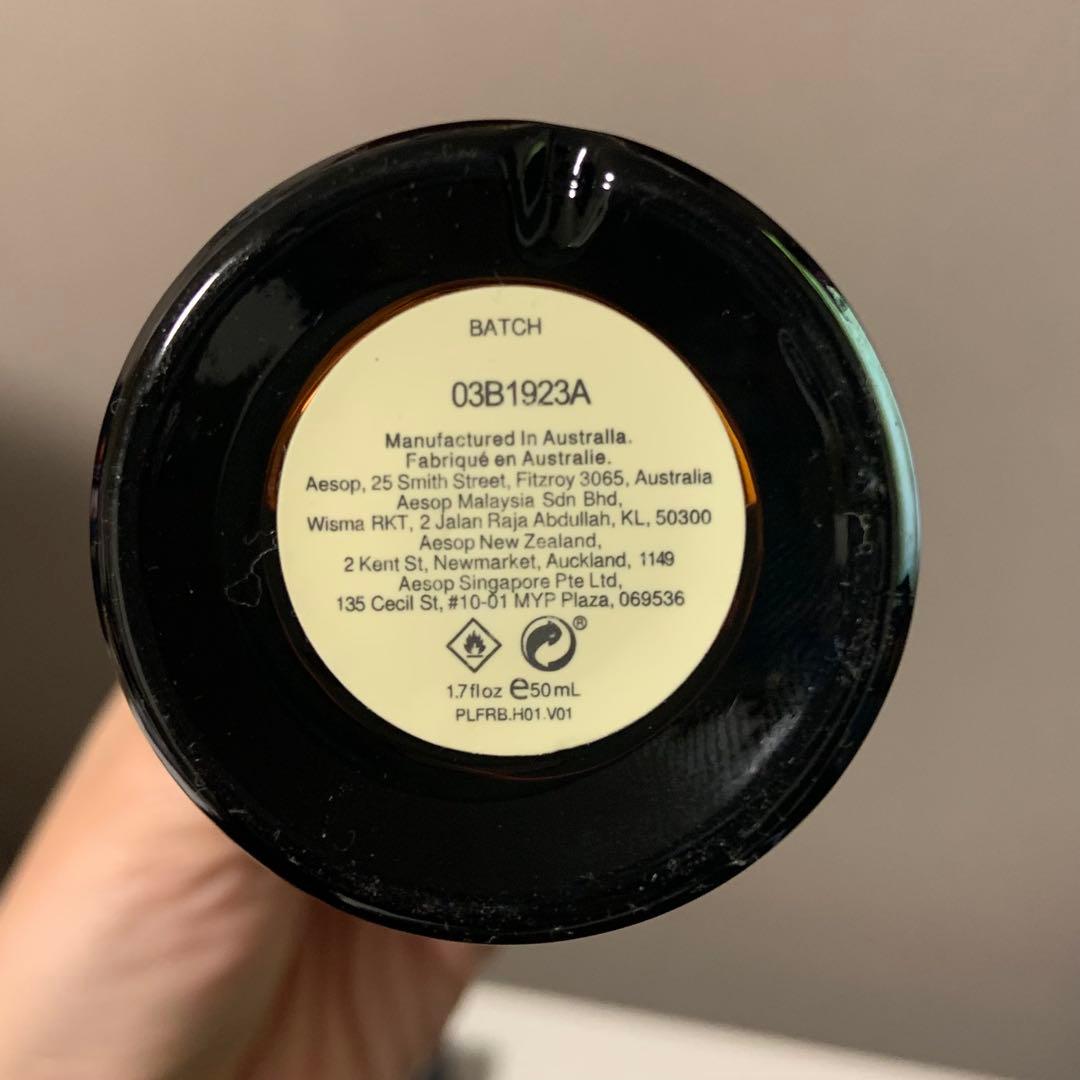 BATCH
03B1923A
Manufactured In Australia.
Fabriqué en Australie.
Aesop, 25 Smith Street, Fitzroy 3065, Australia
Aesop Malaysia Sdn Bhd,
Wisma RKT, 2 Jalan Raja Abdullah, KL, 50300
Aesop New Zealand,
2 Kent St, Newmarket, Auckland, 1149
Aesop Singapore Pte Ltd,
135 Cecil St, #10-01 MYP Plaza, 069536
®
1.7 fl oz ℮50 mL
PLFRB.H01.V01